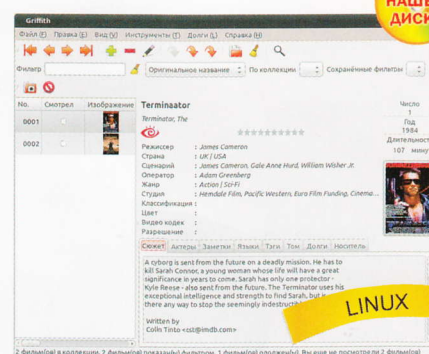 НАШЕМ
ДИСКЕ
Griffith
Файл (F) Правка (E) Вид (V) Инструменты (T) Долги (L) Справка (H)
Фильтр Оригинальное название По коллекции Сохранённые фильтры
No. Смотрел Изображение
0001
0002
Terminaator
Terminator, The
Режиссер : James Cameron
Страна : UK | USA
Сценарий : James Cameron, Gale Anne Hurd, William Wisher Jr.
Оператор : Adam Greenberg
Жанр : Action | Sci-Fi
Студия : Hemdale Film, Pacific Western, Euro Film Funding, Cinema...
Классификация :
Цвет :
Видео кодек :
Разрешение :
Число
1
Год
1984
Длительность
107 мину
Сюжет Актеры Заметки Языки Тэги Том Долги Носитель
A cyborg is sent from the future on a deadly mission. He has to
kill Sarah Connor, a young woman whose life will have a great
significance in years to come. Sarah has only one protector -
Kyle Reese - also sent from the future. The Terminator uses his
exceptional intelligence and strength to find Sarah, but is
there any way to stop the seemingly indestructi
Written by
Colin Tinto <cst@imdb.com>
LINUX
2 фильм(ов) в коллекции, 2 фильм(ов) показан(ы) фильтром, 1 фильм(ов) одолжен(ы). Вы еще не посмотрели 2 фильм(ов)